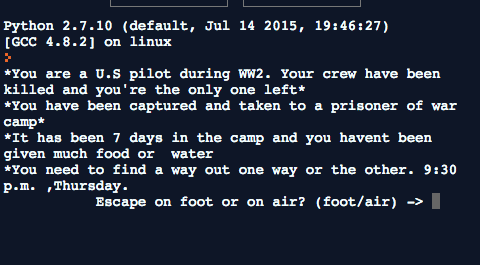 Python 2.7.10 (default, Jul 14 2015, 19:46:27)
[GCC 4.8.2] on linux
>
*You are a U.S pilot during WW2. Your crew have been
killed and you're the only one left*
*You have been captured and taken to a prisoner of war
camp*
*It has been 7 days in the camp and you havent been
given much food or  water
*You need to find a way out one way or the other. 9:30
p.m. ,Thursday.
Escape on foot or on air? (foot/air) ->